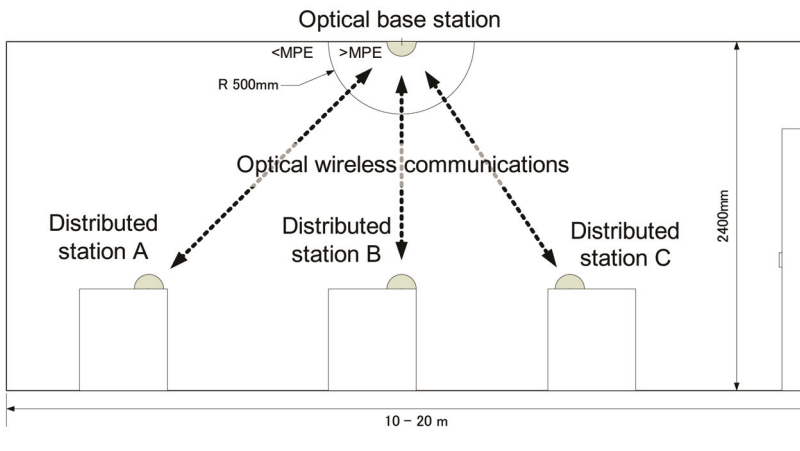 Optical base station
<MPE >MPE
R 500mm
Optical wireless communications
Distributed
station A
Distributed
station B
Distributed
station C
2400mm
10 – 20 m